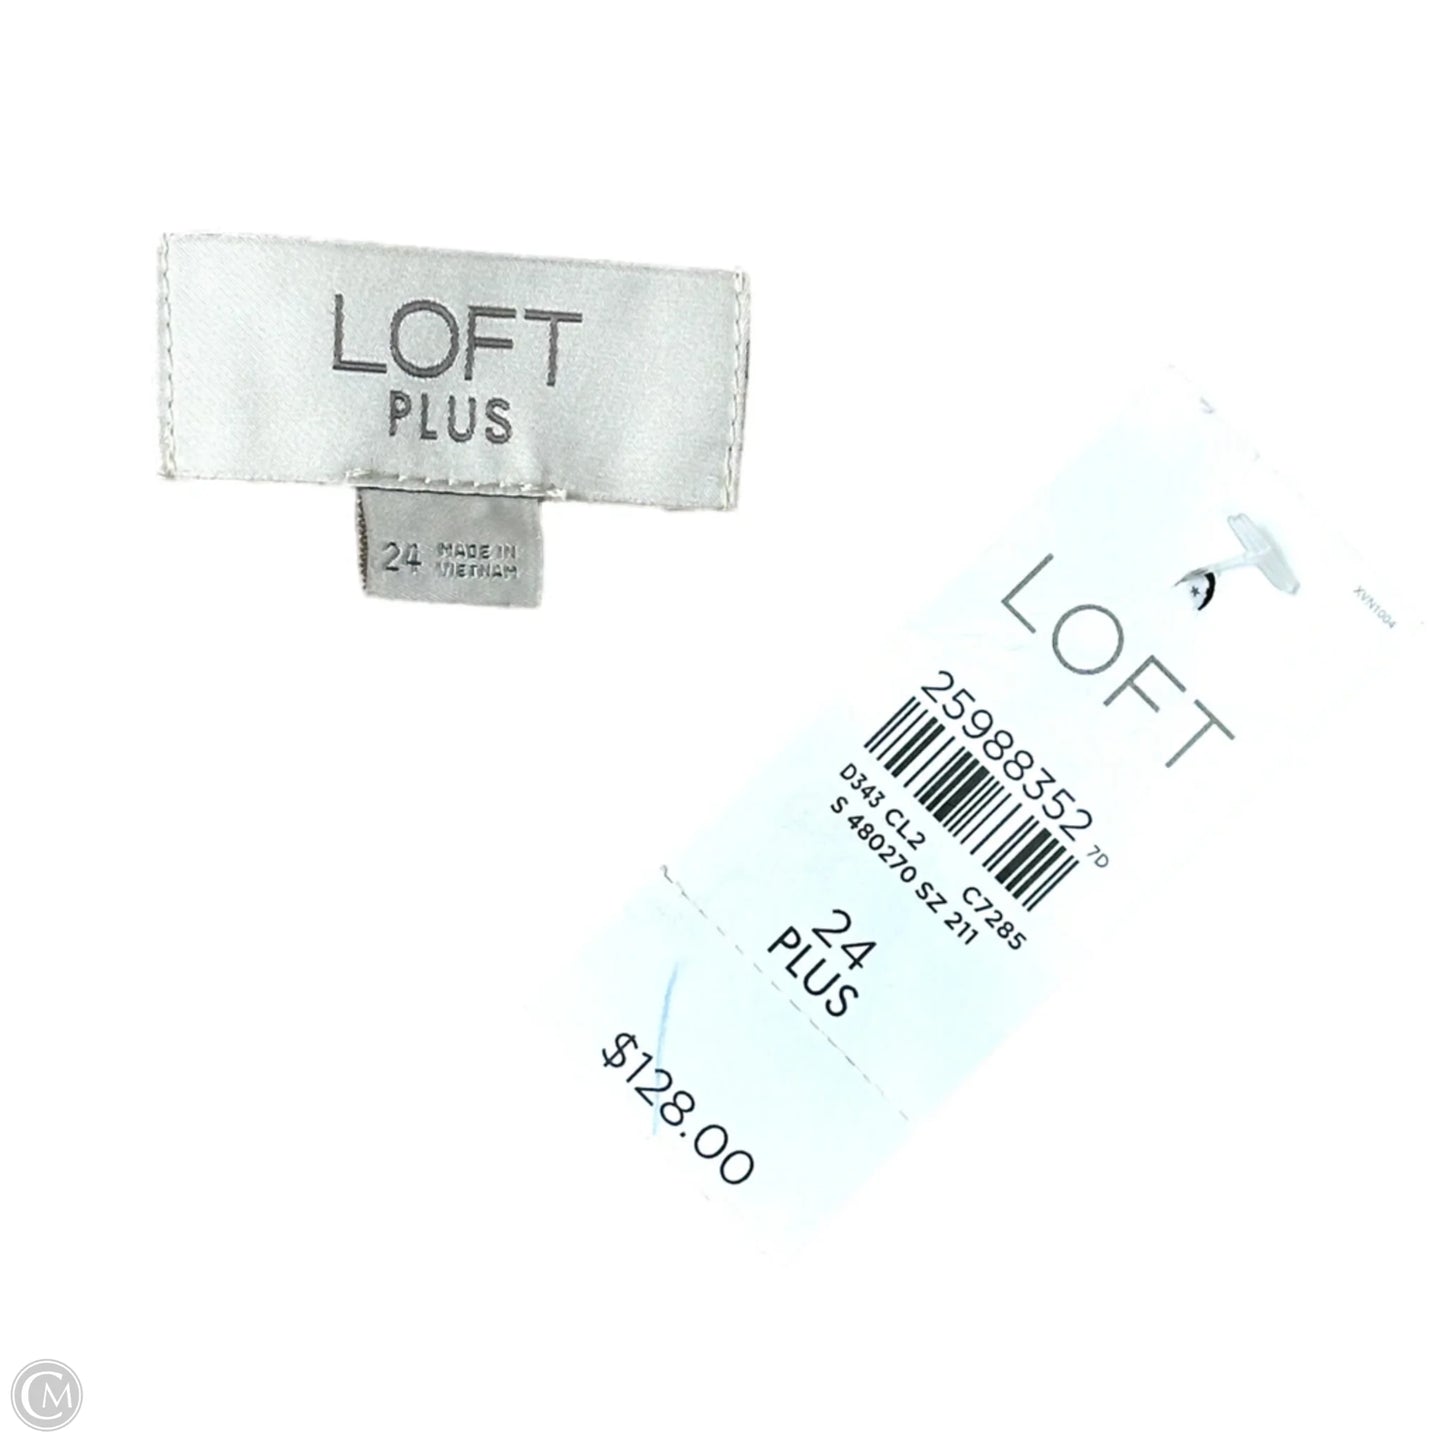 LOFT
PLUS
24
MADE IN
VIETNAM
XVN1004
LOFT
25988352
7D
D343 CL2
C7285
S 480270 SZ 211
24
PLUS
$128.00
CM